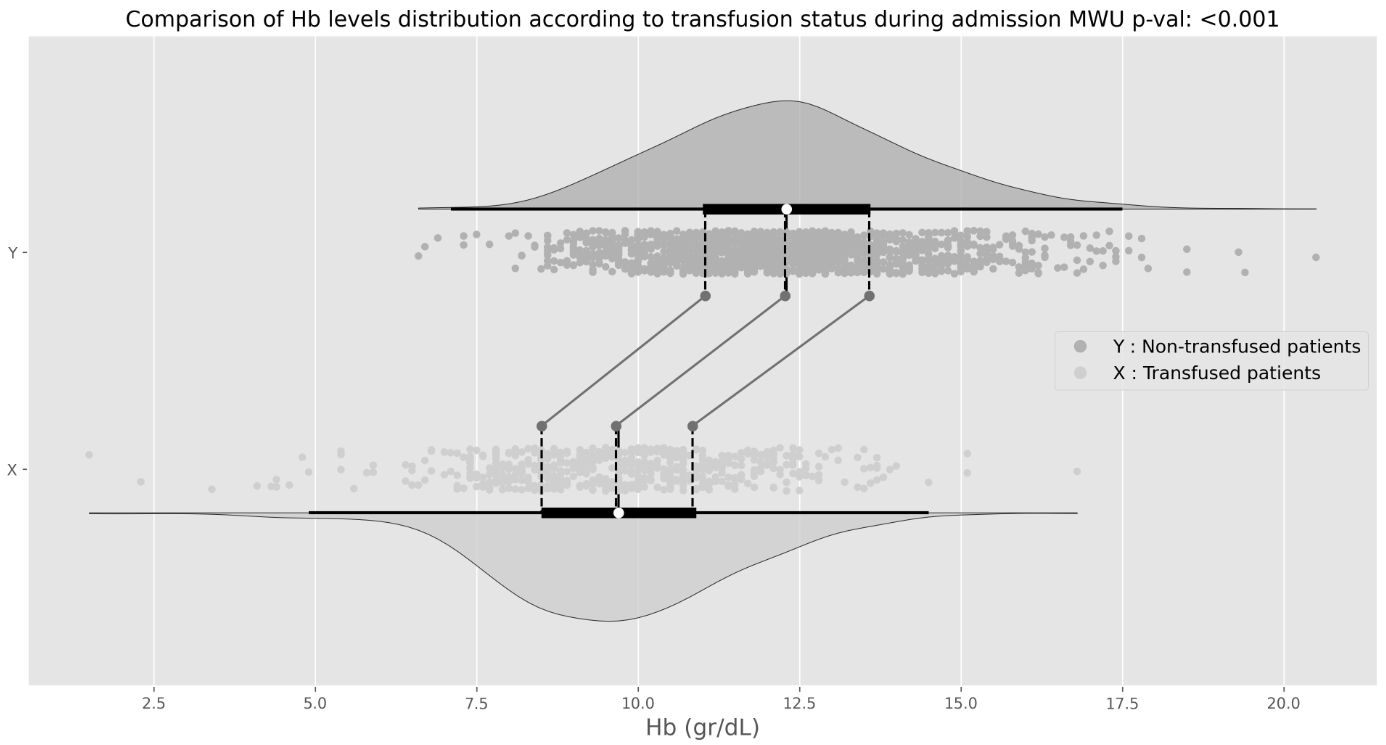 Comparison of Hb levels distribution according to transfusion status during admission MWU p-val: <0.001
Y
Y : Non-transfused patients
X : Transfused patients
X
2.5 5.0 7.5 10.0 12.5 15.0 17.5 20.0
Hb (gr/dL)